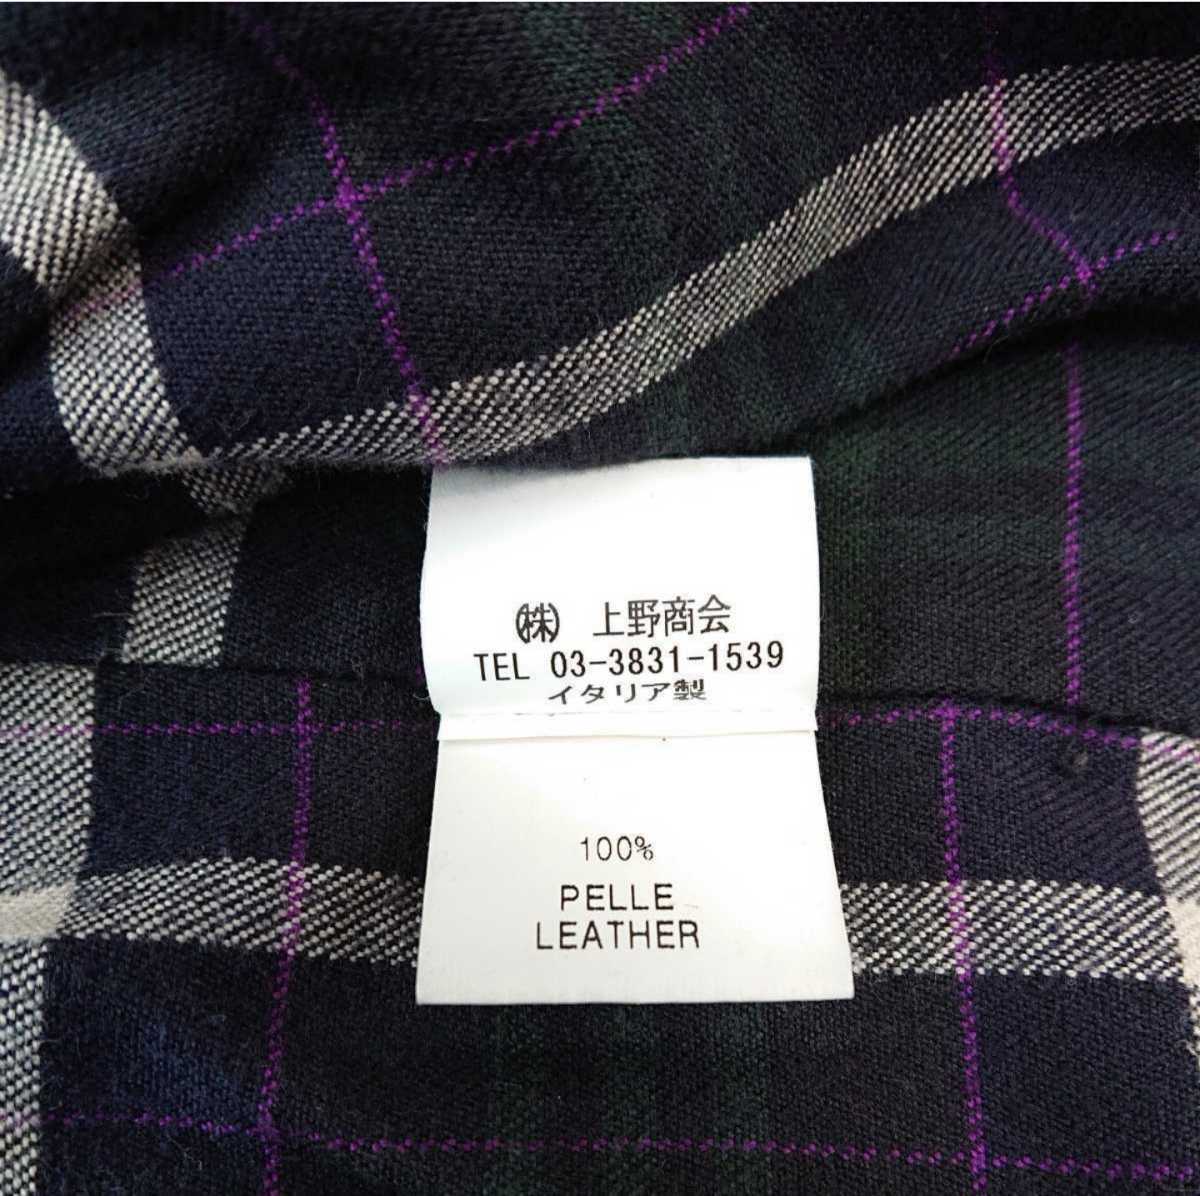 ㈱ 上野商会
TEL 03-3831-1539
イタリア製
100%
PELLE
LEATHER